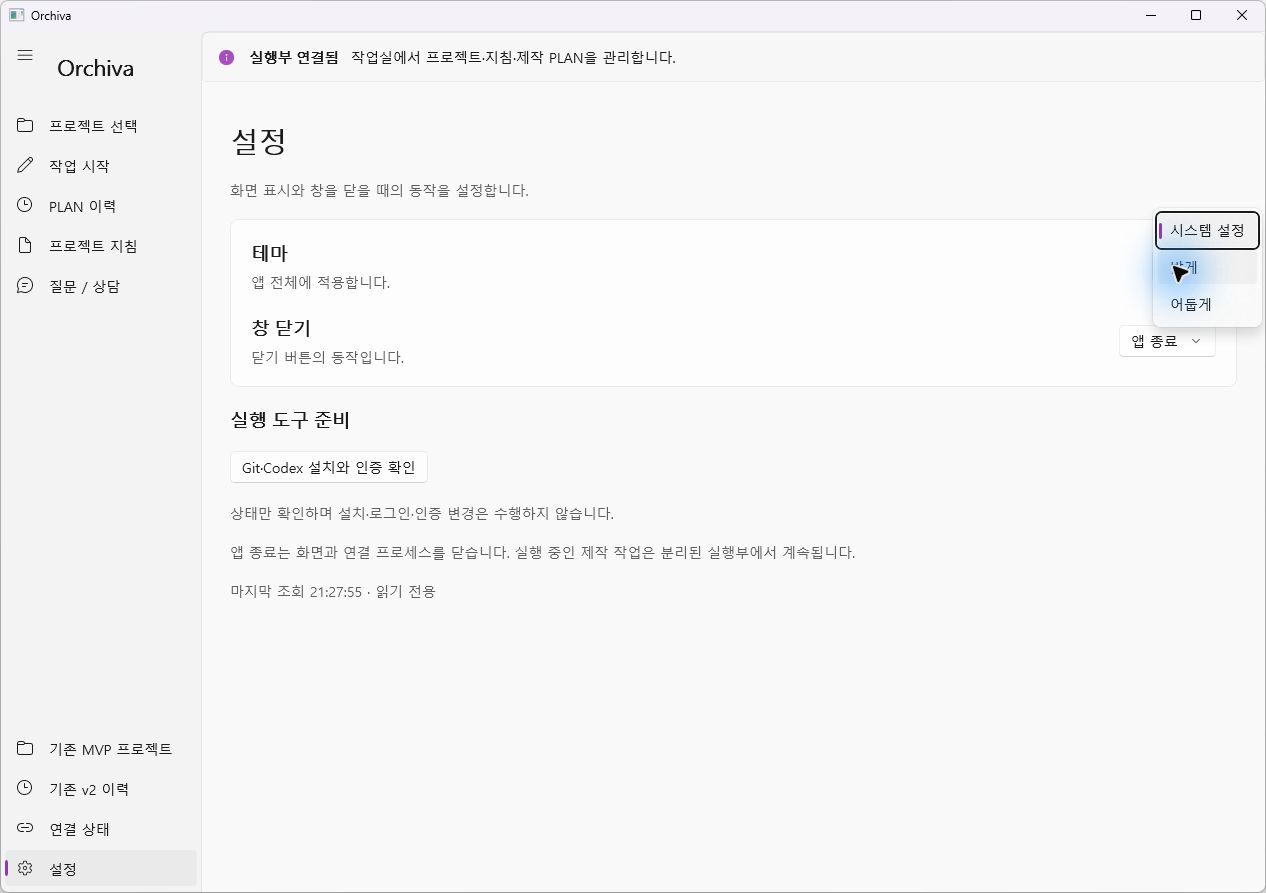 Orchiva
Orchiva
실행부 연결됨 작업실에서 프로젝트·지침·제작 PLAN을 관리합니다.
프로젝트 선택
작업 시작
PLAN 이력
프로젝트 지침
질문 / 상담
설정
화면 표시와 창을 닫을 때의 동작을 설정합니다.
테마
앱 전체에 적용합니다.
시스템 설정
어둡게
창 닫기
닫기 버튼의 동작입니다.
앱 종료
실행 도구 준비
Git·Codex 설치와 인증 확인
상태만 확인하며 설치·로그인·인증 변경은 수행하지 않습니다.
앱 종료는 화면과 연결 프로세스를 닫습니다. 실행 중인 제작 작업은 분리된 실행부에서 계속됩니다.
마지막 조회 21:27:55 · 읽기 전용
기존 MVP 프로젝트
기존 v2 이력
연결 상태
설정